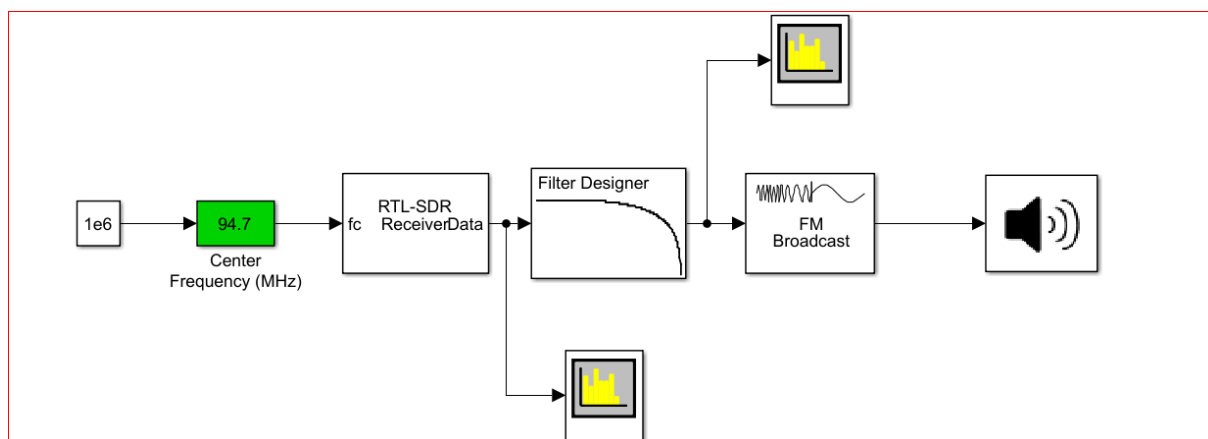 1e6
94.7
Center
Frequency (MHz)
RTL-SDR
fc ReceiverData
Filter Designer
FM
Broadcast